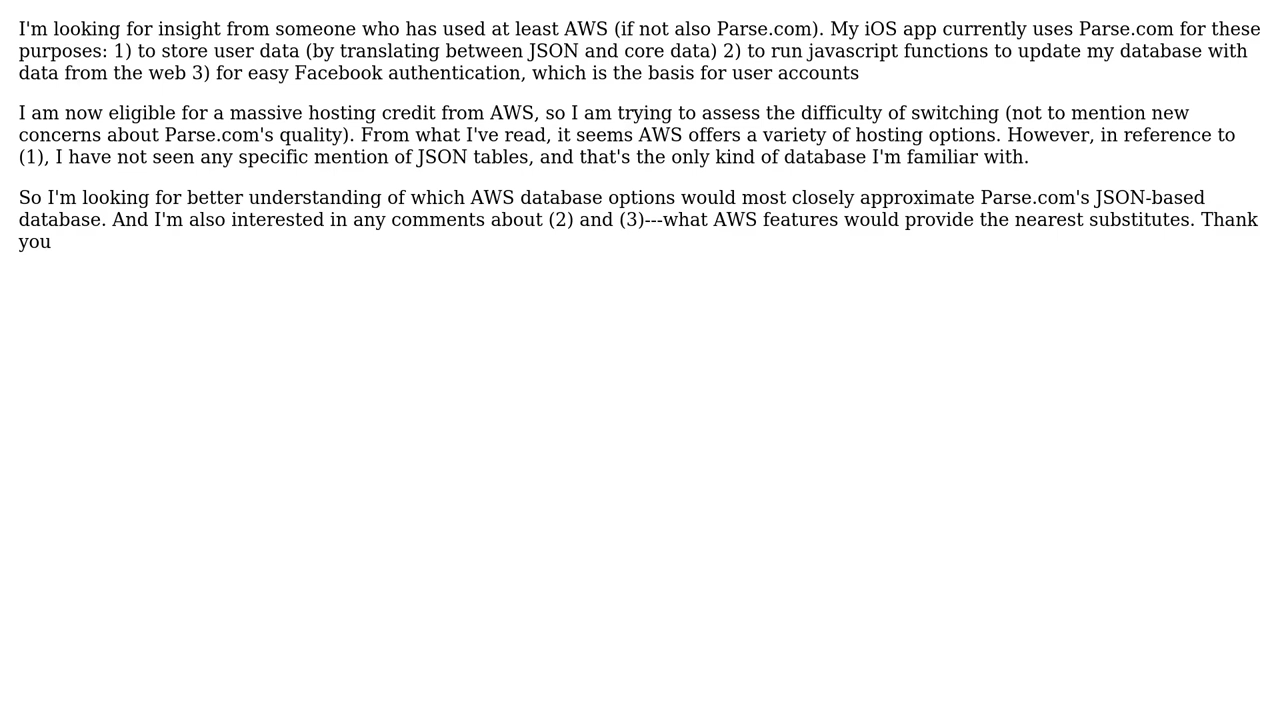 I'm looking for insight from someone who has used at least AWS (if not also Parse.com). My iOS app currently uses Parse.com for these
purposes: 1) to store user data (by translating between JSON and core data) 2) to run javascript functions to update my database with
data from the web 3) for easy Facebook authentication, which is the basis for user accounts
I am now eligible for a massive hosting credit from AWS, so I am trying to assess the difficulty of switching (not to mention new
concerns about Parse.com's quality). From what I've read, it seems AWS offers a variety of hosting options. However, in reference to
(1), I have not seen any specific mention of JSON tables, and that's the only kind of database I'm familiar with.
So I'm looking for better understanding of which AWS database options would most closely approximate Parse.com's JSON-based
database. And I'm also interested in any comments about (2) and (3)---what AWS features would provide the nearest substitutes. Thank
you